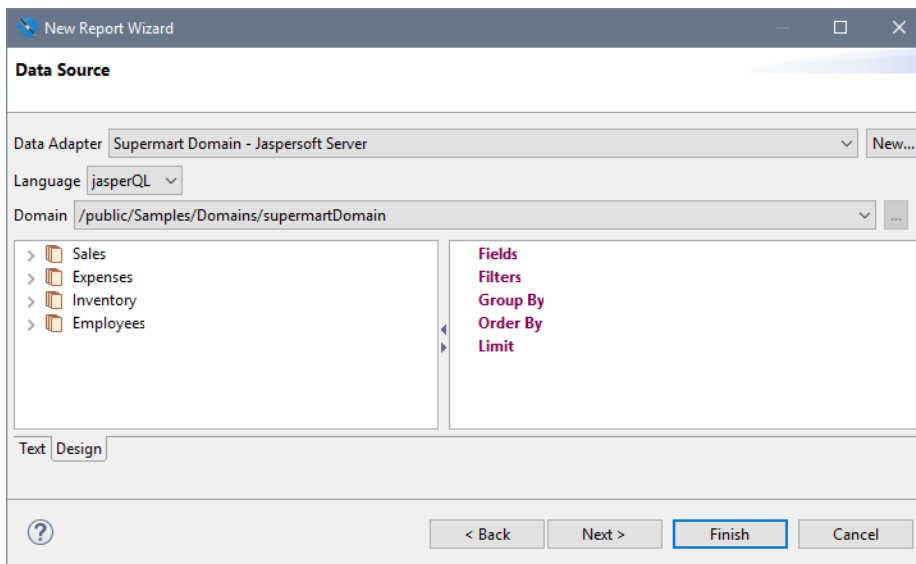 New Report Wizard
Data Source
Data Adapter Supermart Domain - Jaspersoft Server New...
Language jasperQL
Domain /public/Samples/Domains/supermartDomain ...
Sales
Expenses
Inventory
Employees
Fields
Filters
Group By
Order By
Limit
Text Design
? < Back Next > Finish Cancel